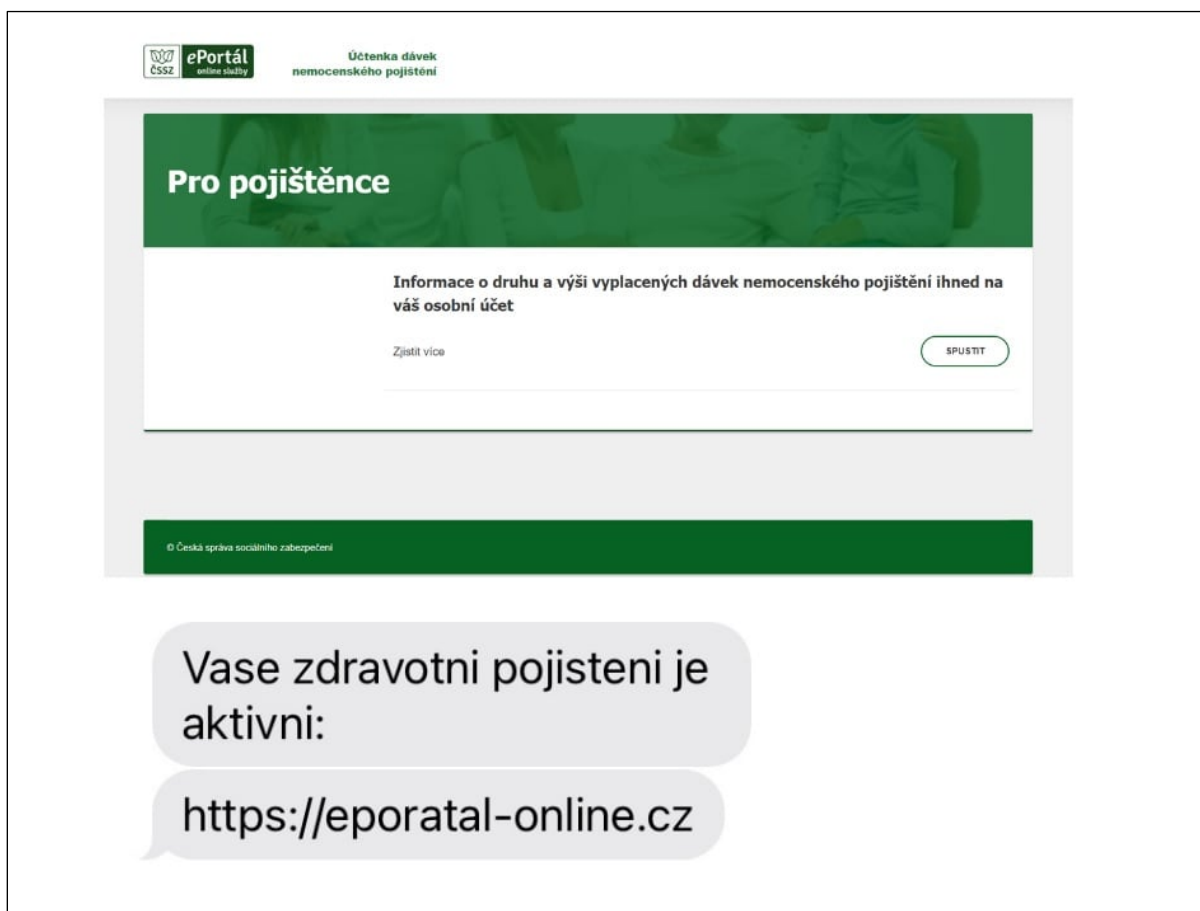 ČSSZ
ePortál
online služby
Účtenka dávek
nemocenského pojištění
Pro pojištěnce
Informace o druhu a výši vyplacených dávek nemocenského pojištění ihned na
váš osobní účet
Zjistit více
SPUSTIT
© Česká správa sociálního zabezpečení
Vase zdravotni pojisteni je
aktivni:
https://eporatal-online.cz